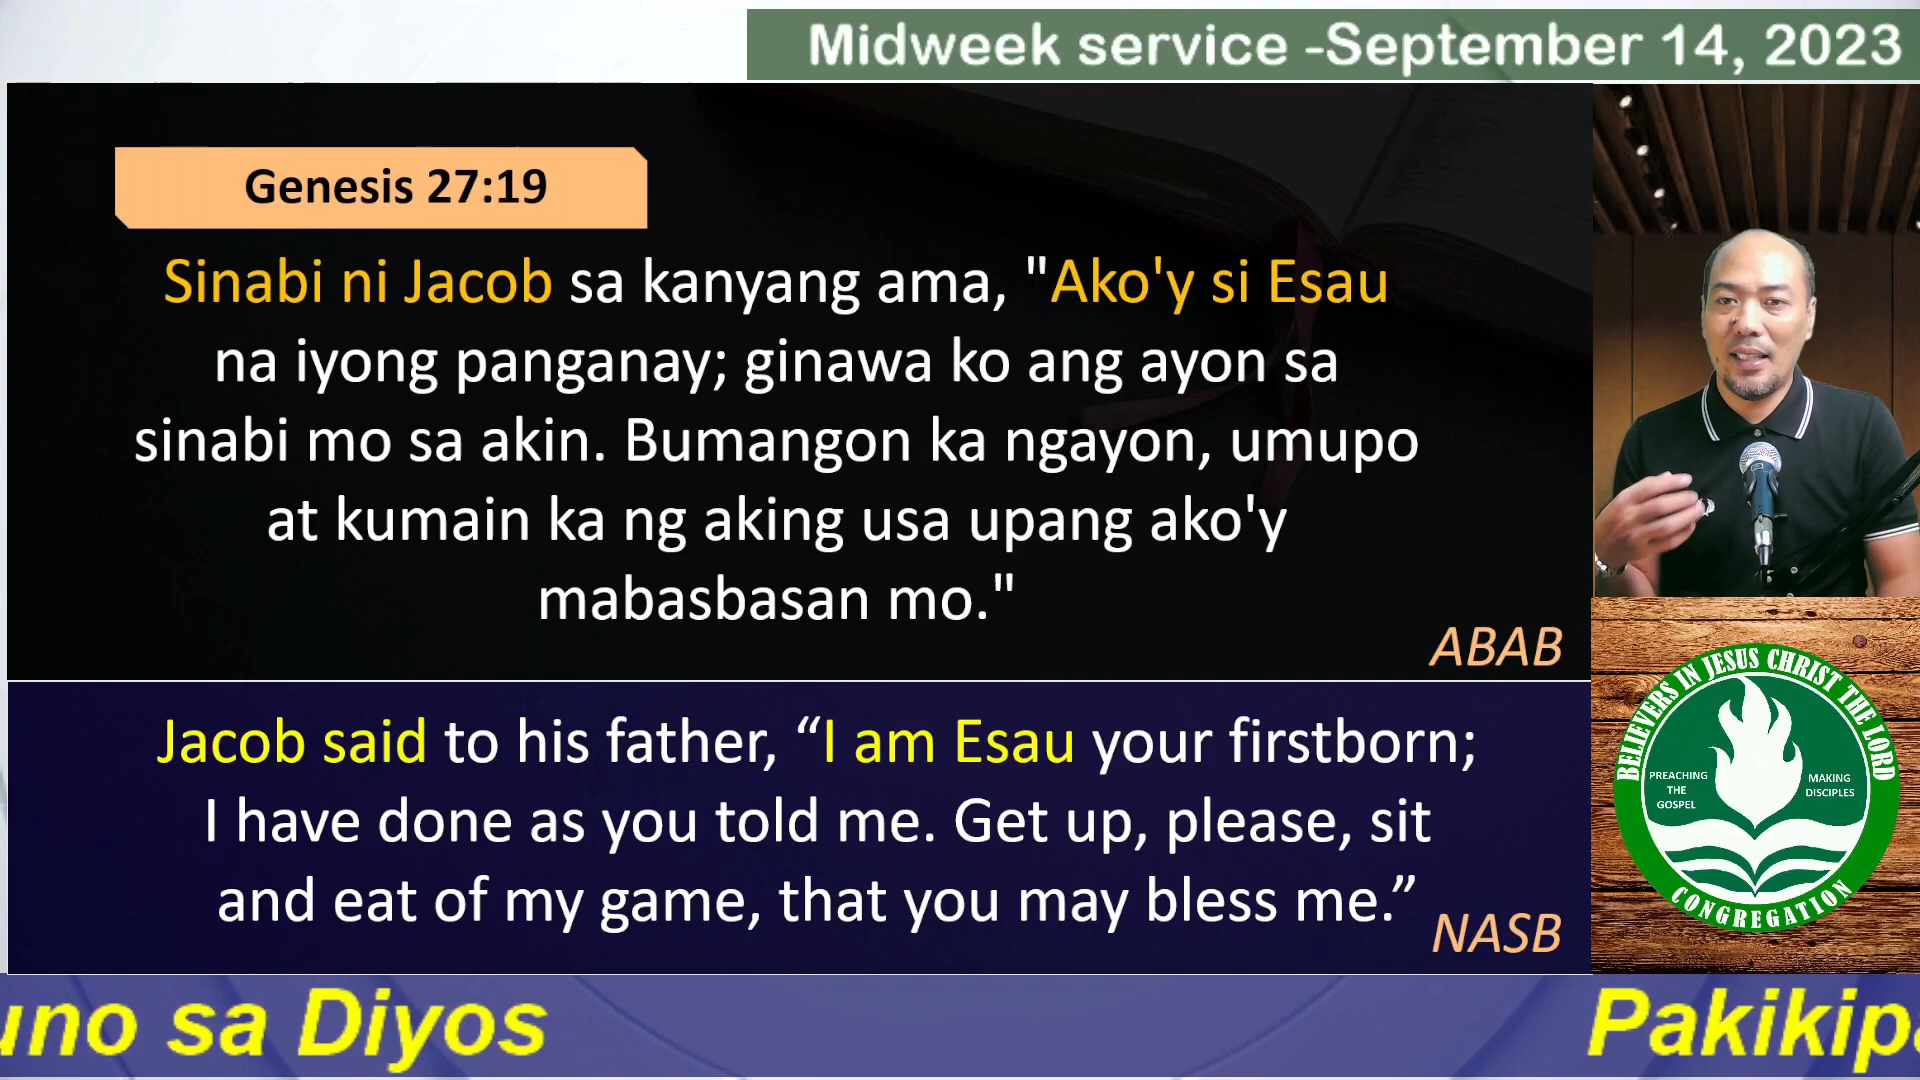 Midweek service -September 14, 2023
Genesis 27:19
Sinabi ni Jacob sa kanyang ama, "Ako'y si Esau
na iyong panganay; ginawa ko ang ayon sa
sinabi mo sa akin. Bumangon ka ngayon, umupo
at kumain ka ng aking usa upang ako'y
mabasbasan mo."
ABAB
Jacob said to his father, “I am Esau your firstborn;
I have done as you told me. Get up, please, sit
and eat of my game, that you may bless me.”
NASB
BELIEVERS IN JESUS CHRIST THE LORD
PREACHING
THE
GOSPEL
MAKING
DISCIPLES
CONGREGATION
sa Diyos